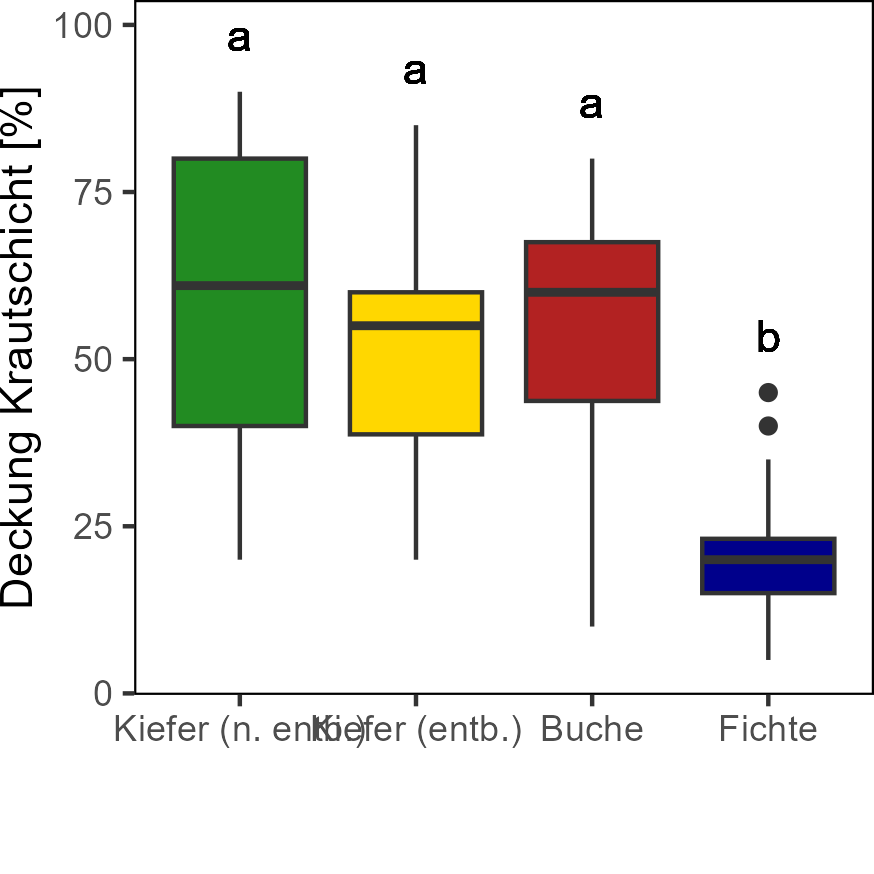 Deckung Krautschicht [%]
100
75
50
25
0
a
a
a
b
Kiefer (n. entb.)
Kiefer (entb.)
Buche
Fichte